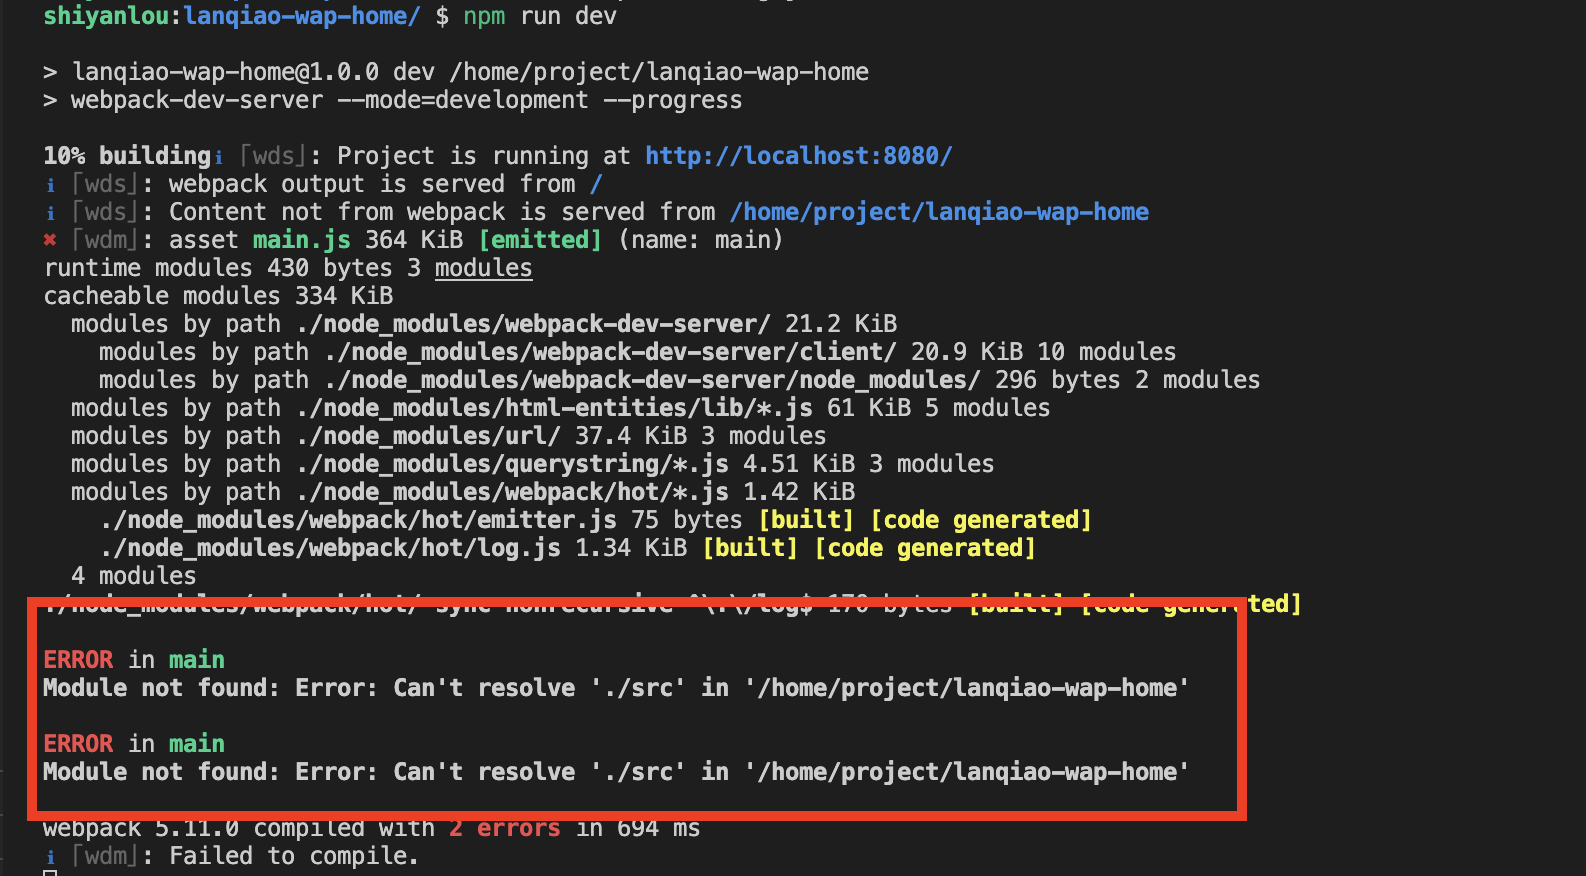 shiyanlou:lanqiao-wap-home/ $ npm run dev
> lanqiao-wap-home@1.0.0 dev /home/project/lanqiao-wap-home
> webpack-dev-server --mode=development --progress
10% building ℹ ｢wds｣: Project is running at http://localhost:8080/
ℹ ｢wds｣: webpack output is served from /
ℹ ｢wds｣: Content not from webpack is served from /home/project/lanqiao-wap-home
✖ ｢wdm｣: asset main.js 364 KiB [emitted] (name: main)
runtime modules 430 bytes 3 modules
cacheable modules 334 KiB
modules by path ./node_modules/webpack-dev-server/ 21.2 KiB
modules by path ./node_modules/webpack-dev-server/client/ 20.9 KiB 10 modules
modules by path ./node_modules/webpack-dev-server/node_modules/ 296 bytes 2 modules
modules by path ./node_modules/html-entities/lib/*.js 61 KiB 5 modules
modules by path ./node_modules/url/ 37.4 KiB 3 modules
modules by path ./node_modules/querystring/*.js 4.51 KiB 3 modules
modules by path ./node_modules/webpack/hot/*.js 1.42 KiB
./node_modules/webpack/hot/emitter.js 75 bytes [built] [code generated]
./node_modules/webpack/hot/log.js 1.34 KiB [built] [code generated]
4 modules
./node_modules/webpack/hot/ sync nonrecursive ^\.\/log$ 170 bytes [built] [code generated]
ERROR in main
Module not found: Error: Can't resolve './src' in '/home/project/lanqiao-wap-home'
ERROR in main
Module not found: Error: Can't resolve './src' in '/home/project/lanqiao-wap-home'
webpack 5.11.0 compiled with 2 errors in 694 ms
ℹ ｢wdm｣: Failed to compile.